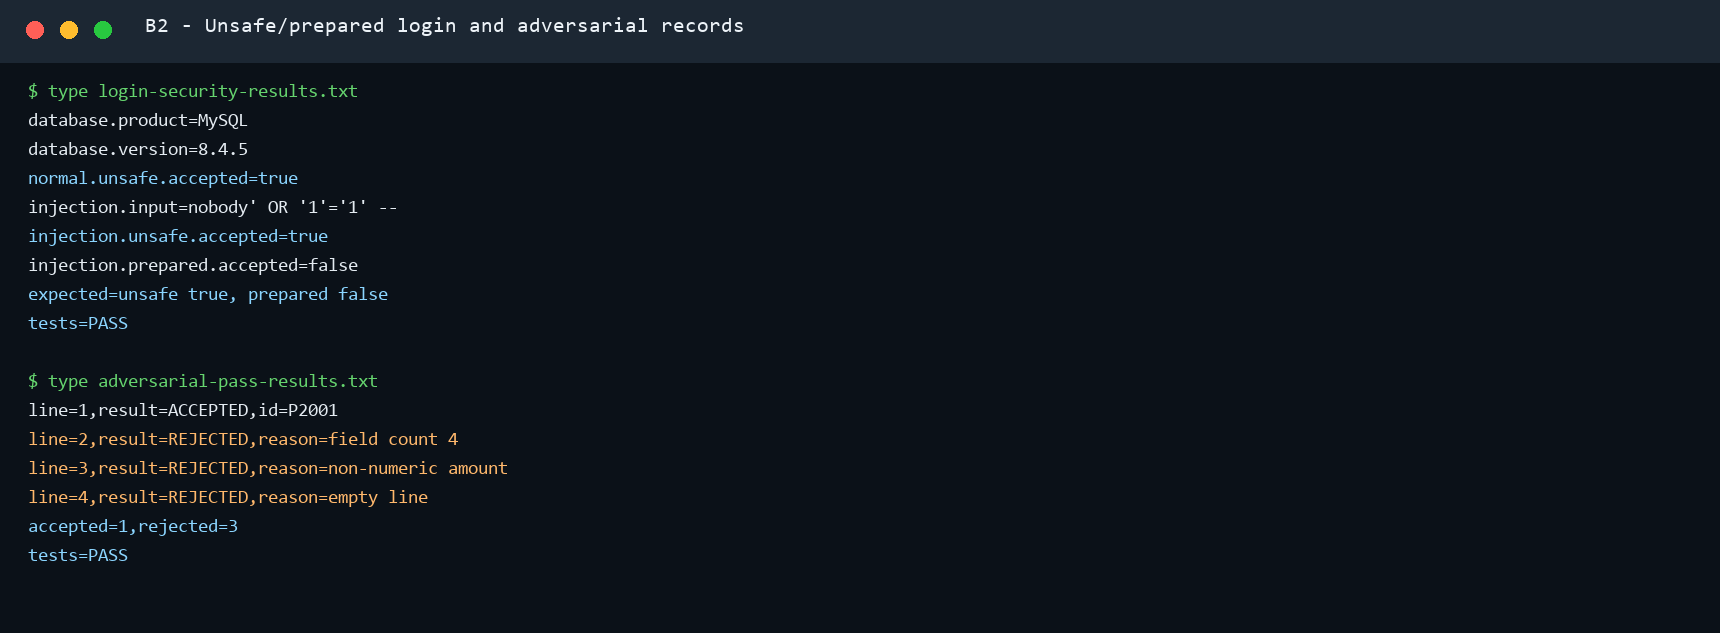 B2 - Unsafe/prepared login and adversarial records
$ type login-security-results.txt
database.product=MySQL
database.version=8.4.5
normal.unsafe.accepted=true
injection.input=nobody' OR '1'='1' --
injection.unsafe.accepted=true
injection.prepared.accepted=false
expected=unsafe true, prepared false
tests=PASS
$ type adversarial-pass-results.txt
line=1,result=ACCEPTED,id=P2001
line=2,result=REJECTED,reason=field count 4
line=3,result=REJECTED,reason=non-numeric amount
line=4,result=REJECTED,reason=empty line
accepted=1,rejected=3
tests=PASS